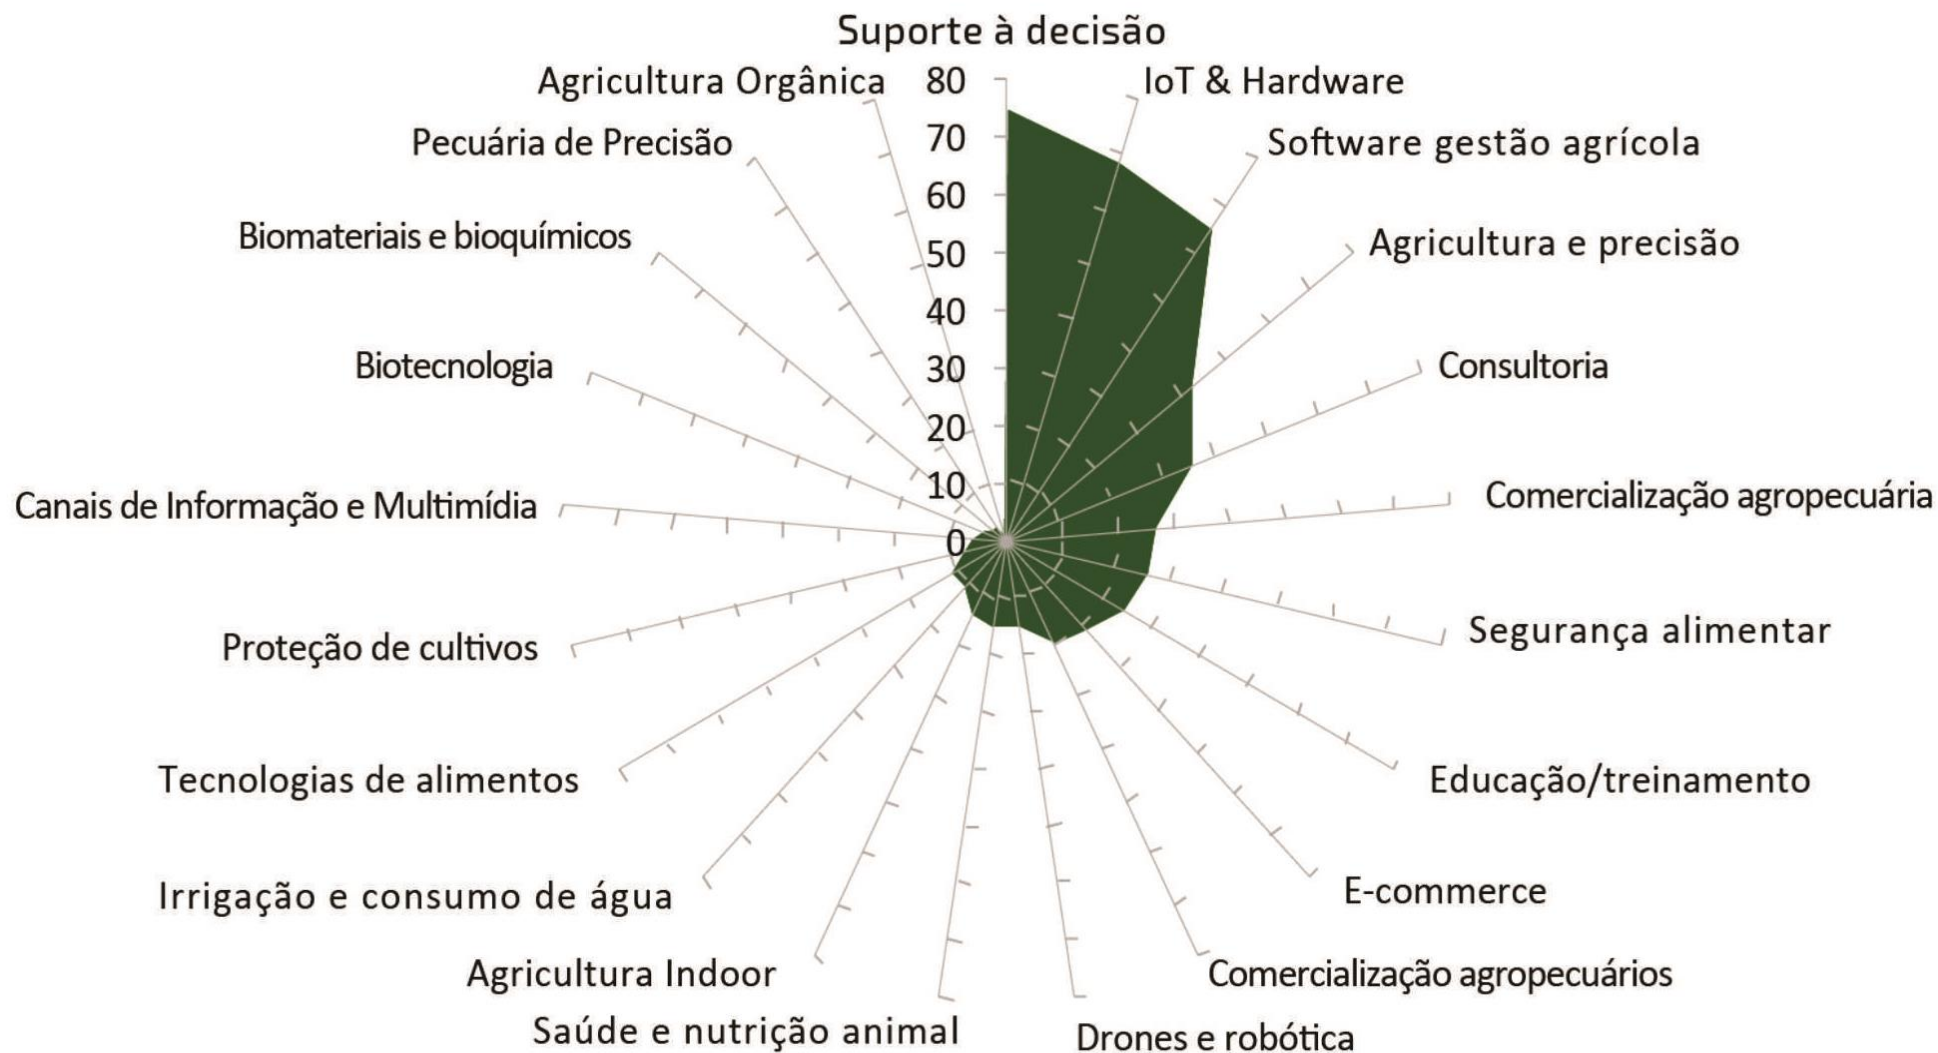 Suporte à decisão
IoT & Hardware
Software gestão agrícola
Agricultura e precisão
Consultoria
Comercialização agropecuária
Segurança alimentar
Educação/treinamento
E-commerce
Comercialização agropecuários
Drones e robótica
Saúde e nutrição animal
Agricultura Indoor
Irrigação e consumo de água
Tecnologias de alimentos
Proteção de cultivos
Canais de Informação e Multimídia
Biotecnologia
Biomateriais e bioquímicos
Pecuária de Precisão
Agricultura Orgânica
80
70
60
50
40
30
20
10
0